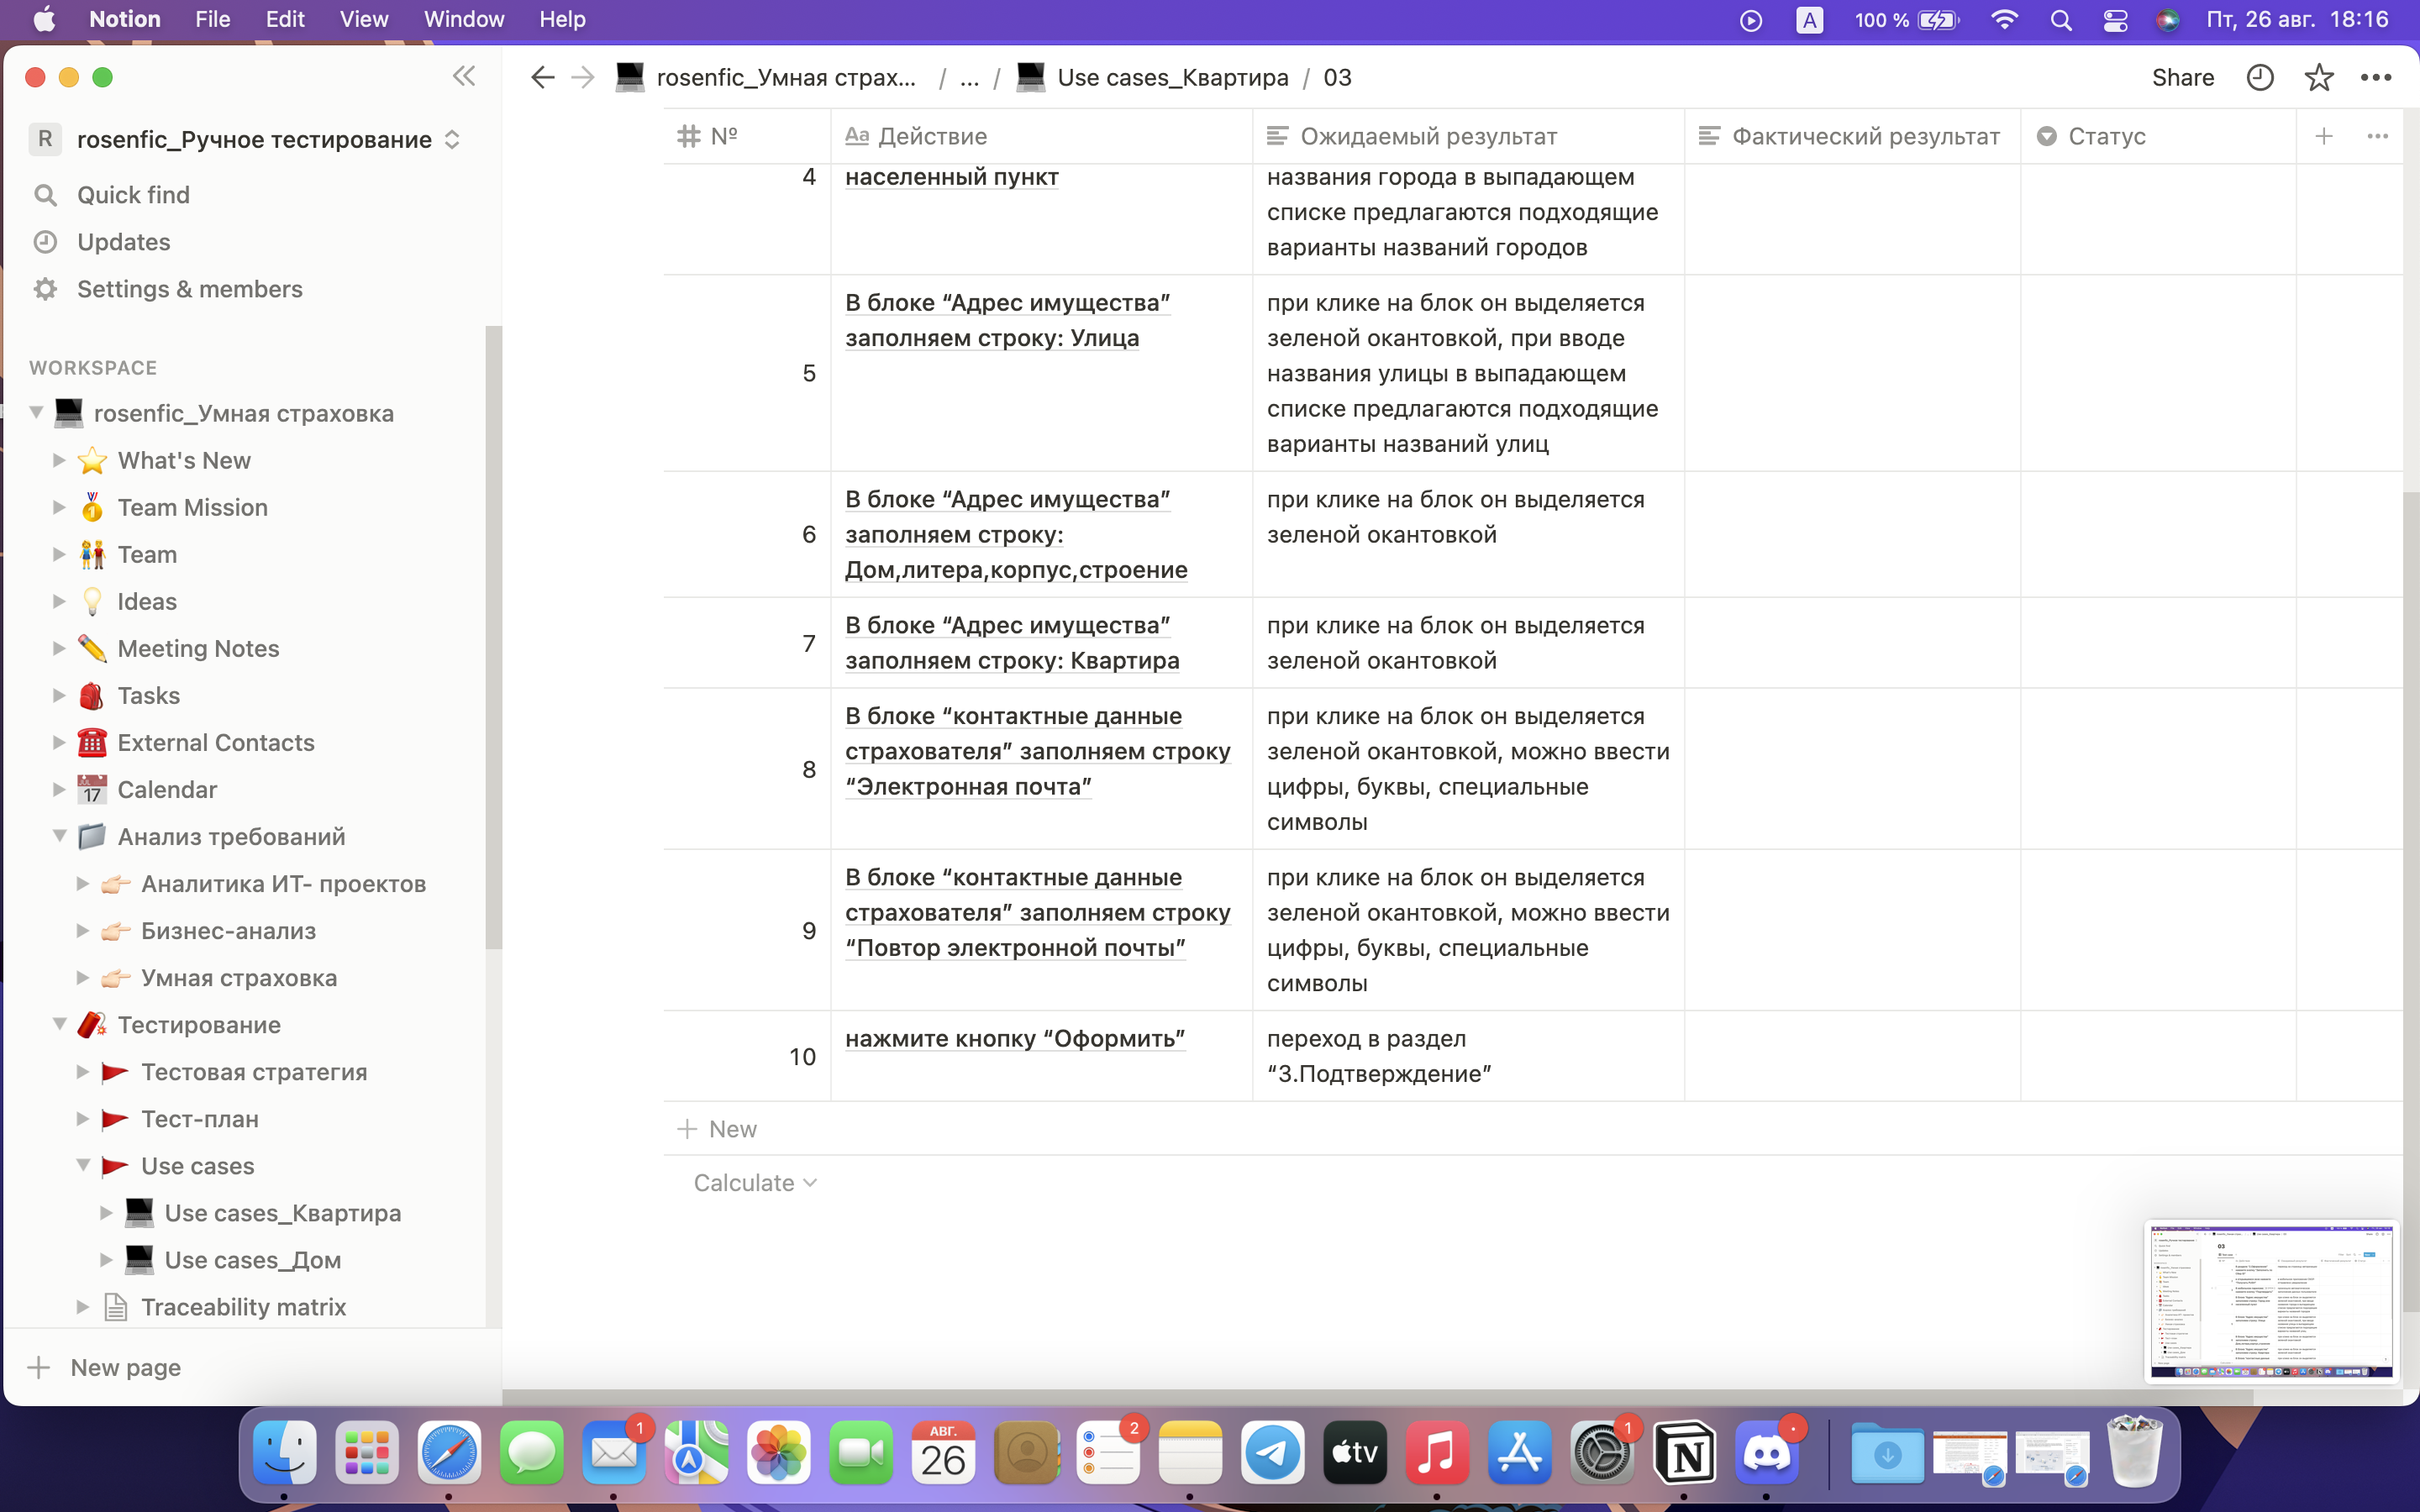 Notion File Edit View Window Help
A 100 % Пт, 26 авг. 18:16
rosenfic_Умная страх... / ... / Use cases_Квартира / 03
Share
R rosenfic_Ручное тестирование
Quick find
Updates
Settings & members
WORKSPACE
rosenfic_Умная страховка
What's New
Team Mission
Team
Ideas
Meeting Notes
Tasks
External Contacts
Calendar
Анализ требований
Аналитика ИТ- проектов
Бизнес-анализ
Умная страховка
Тестирование
Тестовая стратегия
Тест-план
Use cases
Use cases_Квартира
Use cases_Дом
Traceability matrix
New page
№
Aa Действие
Ожидаемый результат
Фактический результат
Статус
4
населенный пункт
названия города в выпадающем
списке предлагаются подходящие
варианты названий городов
5
В блоке “Адрес имущества”
заполняем строку: Улица
при клике на блок он выделяется
зеленой окантовкой, при вводе
названия улицы в выпадающем
списке предлагаются подходящие
варианты названий улиц
6
В блоке “Адрес имущества”
заполняем строку:
Дом,литера,корпус,строение
при клике на блок он выделяется
зеленой окантовкой
7
В блоке “Адрес имущества”
заполняем строку: Квартира
при клике на блок он выделяется
зеленой окантовкой
8
В блоке “контактные данные
страхователя” заполняем строку
“Электронная почта”
при клике на блок он выделяется
зеленой окантовкой, можно ввести
цифры, буквы, специальные
символы
9
В блоке “контактные данные
страхователя” заполняем строку
“Повтор электронной почты”
при клике на блок он выделяется
зеленой окантовкой, можно ввести
цифры, буквы, специальные
символы
10
нажмите кнопку “Оформить”
переход в раздел
“3.Подтверждение”
New
Calculate
03
1
АВГ.
26
2
tv
1